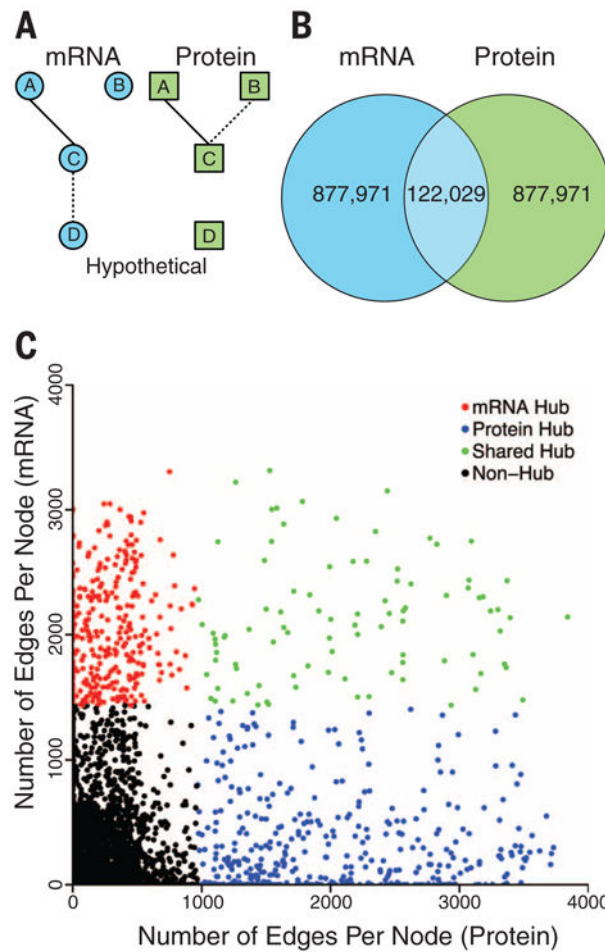 A
mRNA Protein
A B A B
C C
D D
Hypothetical
B
mRNA Protein
877,971 122,029 877,971
C
Number of Edges Per Node (mRNA)
4000
3000
2000
1000
0
mRNA Hub
Protein Hub
Shared Hub
Non-Hub
0 1000 2000 3000 4000
Number of Edges Per Node (Protein)